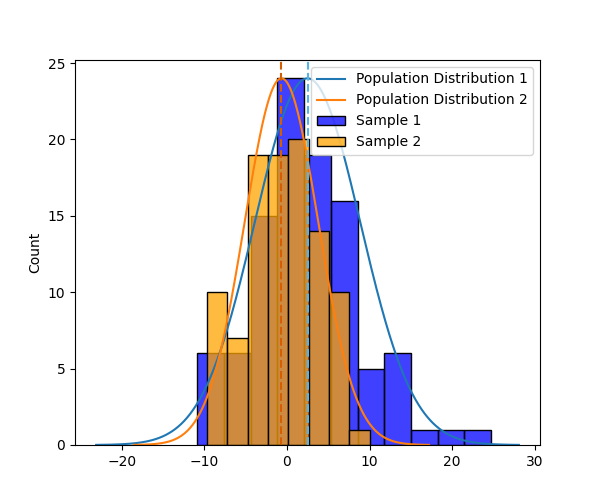 Population Distribution 1
Population Distribution 2
Sample 1
Sample 2
Count
25
20
15
10
5
0
−20
−10
0
10
20
30